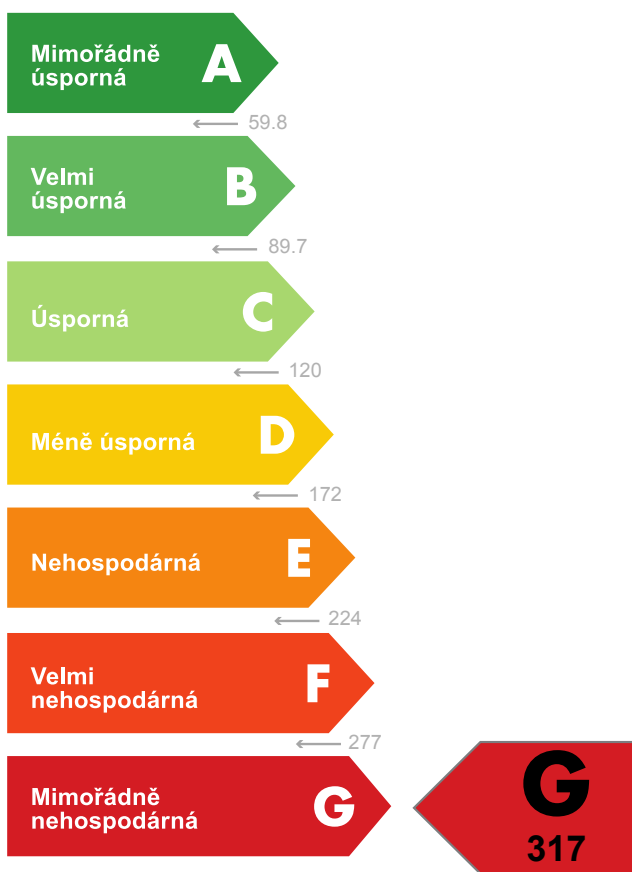 Mimořádně
úsporná
A
59.8
Velmi
úsporná
B
89.7
Úsporná
C
120
Méně úsporná
D
172
Nehospodárná
E
224
Velmi
nehospodárná
F
277
Mimořádně
nehospodárná
G
G
317